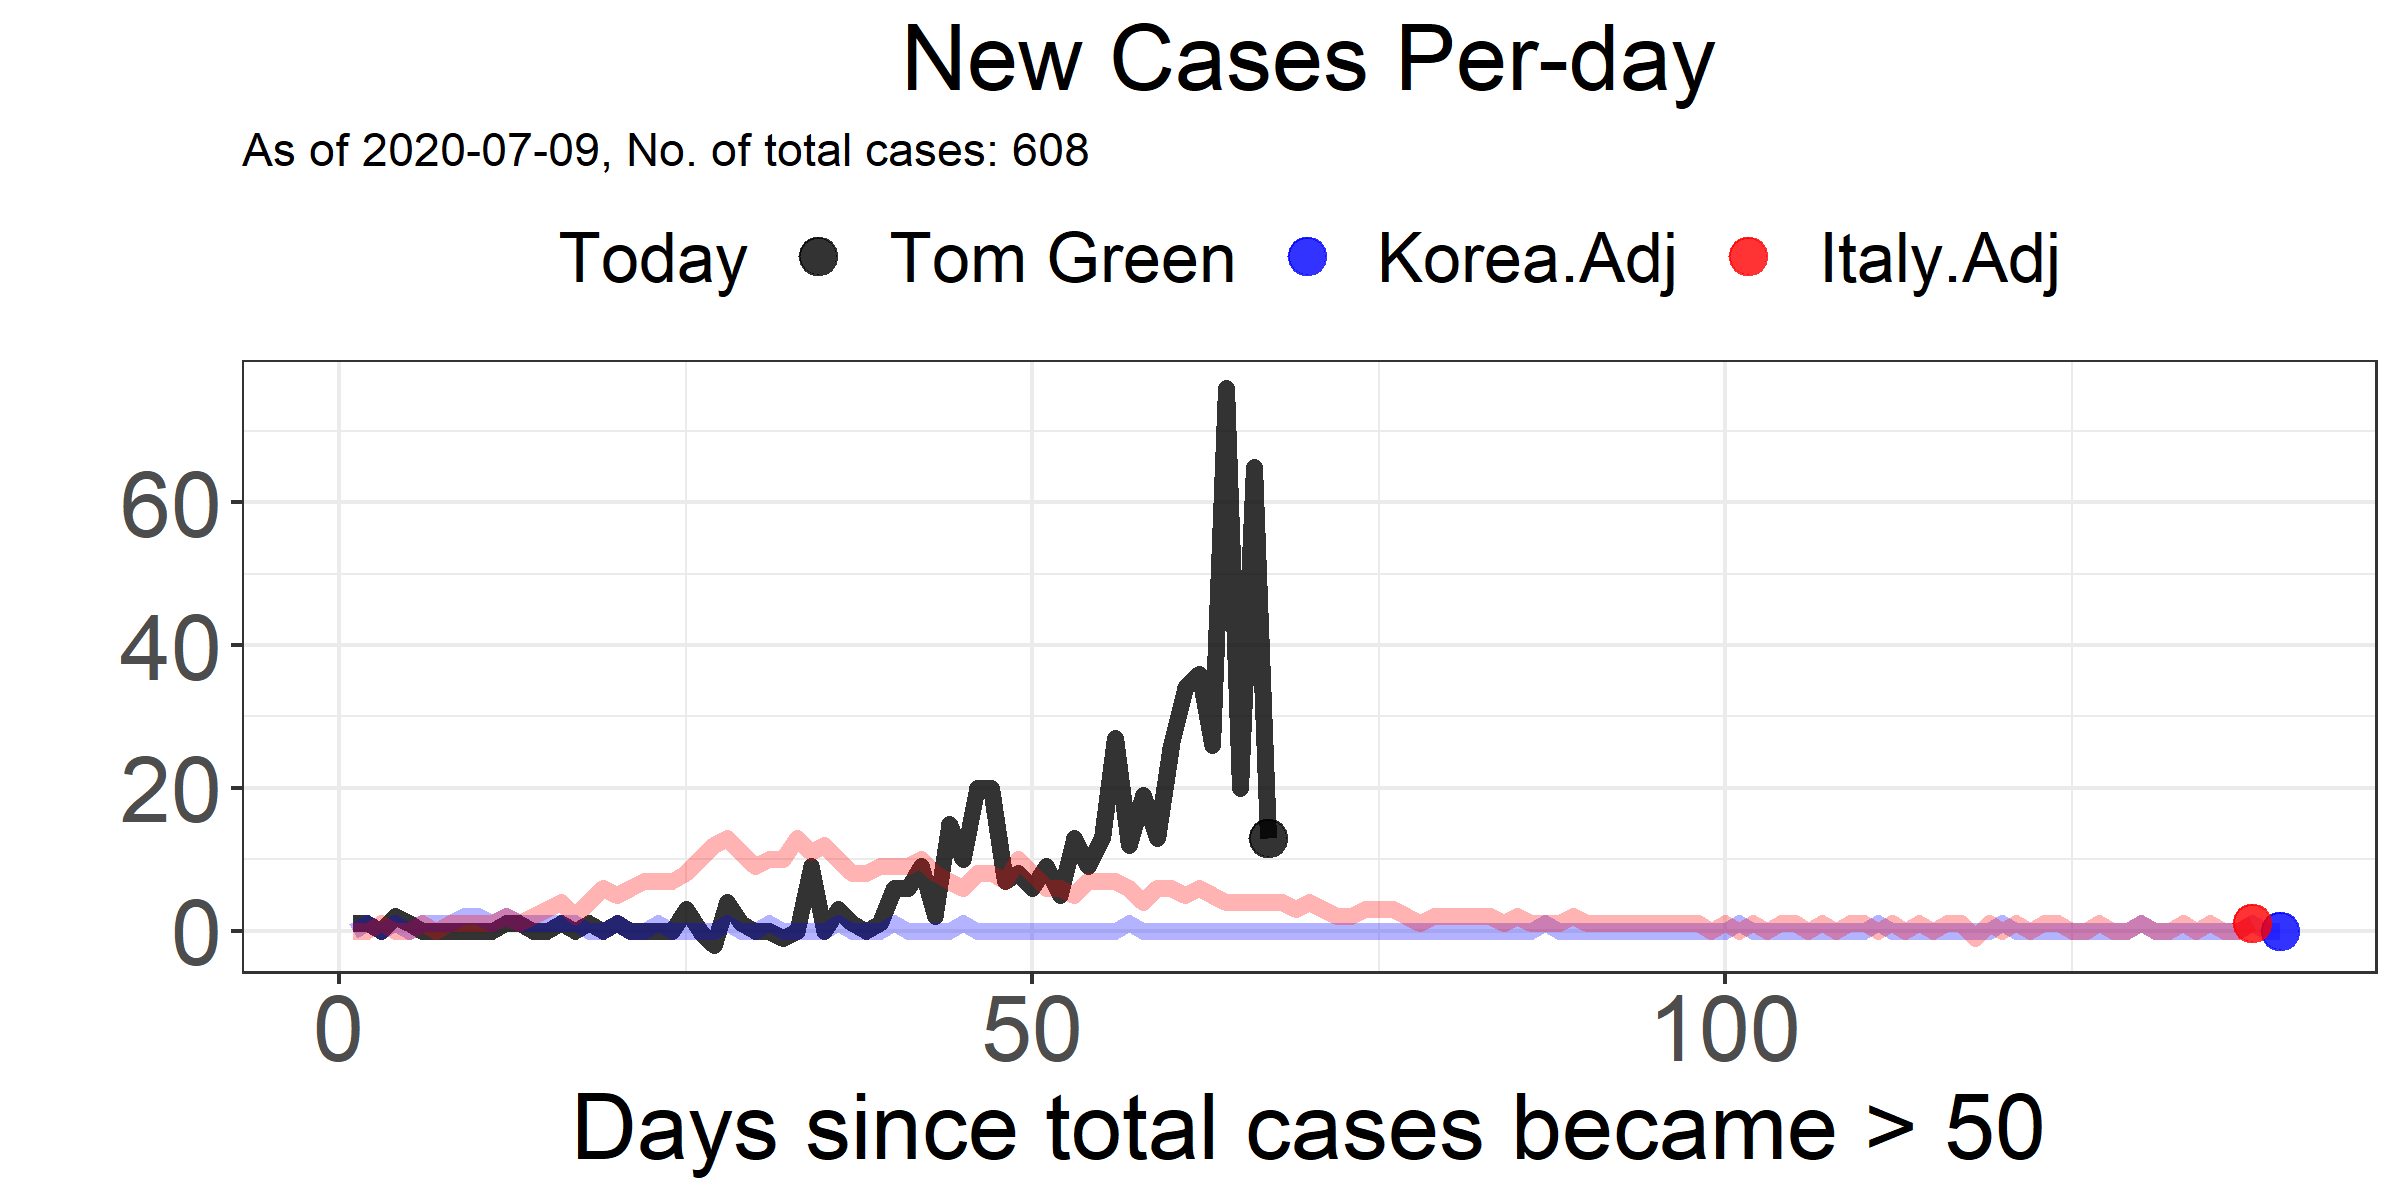 New Cases Per-day
As of 2020-07-09, No. of total cases: 608
Today Tom Green Korea.Adj Italy.Adj
60
40
20
0
0 50 100
Days since total cases became > 50